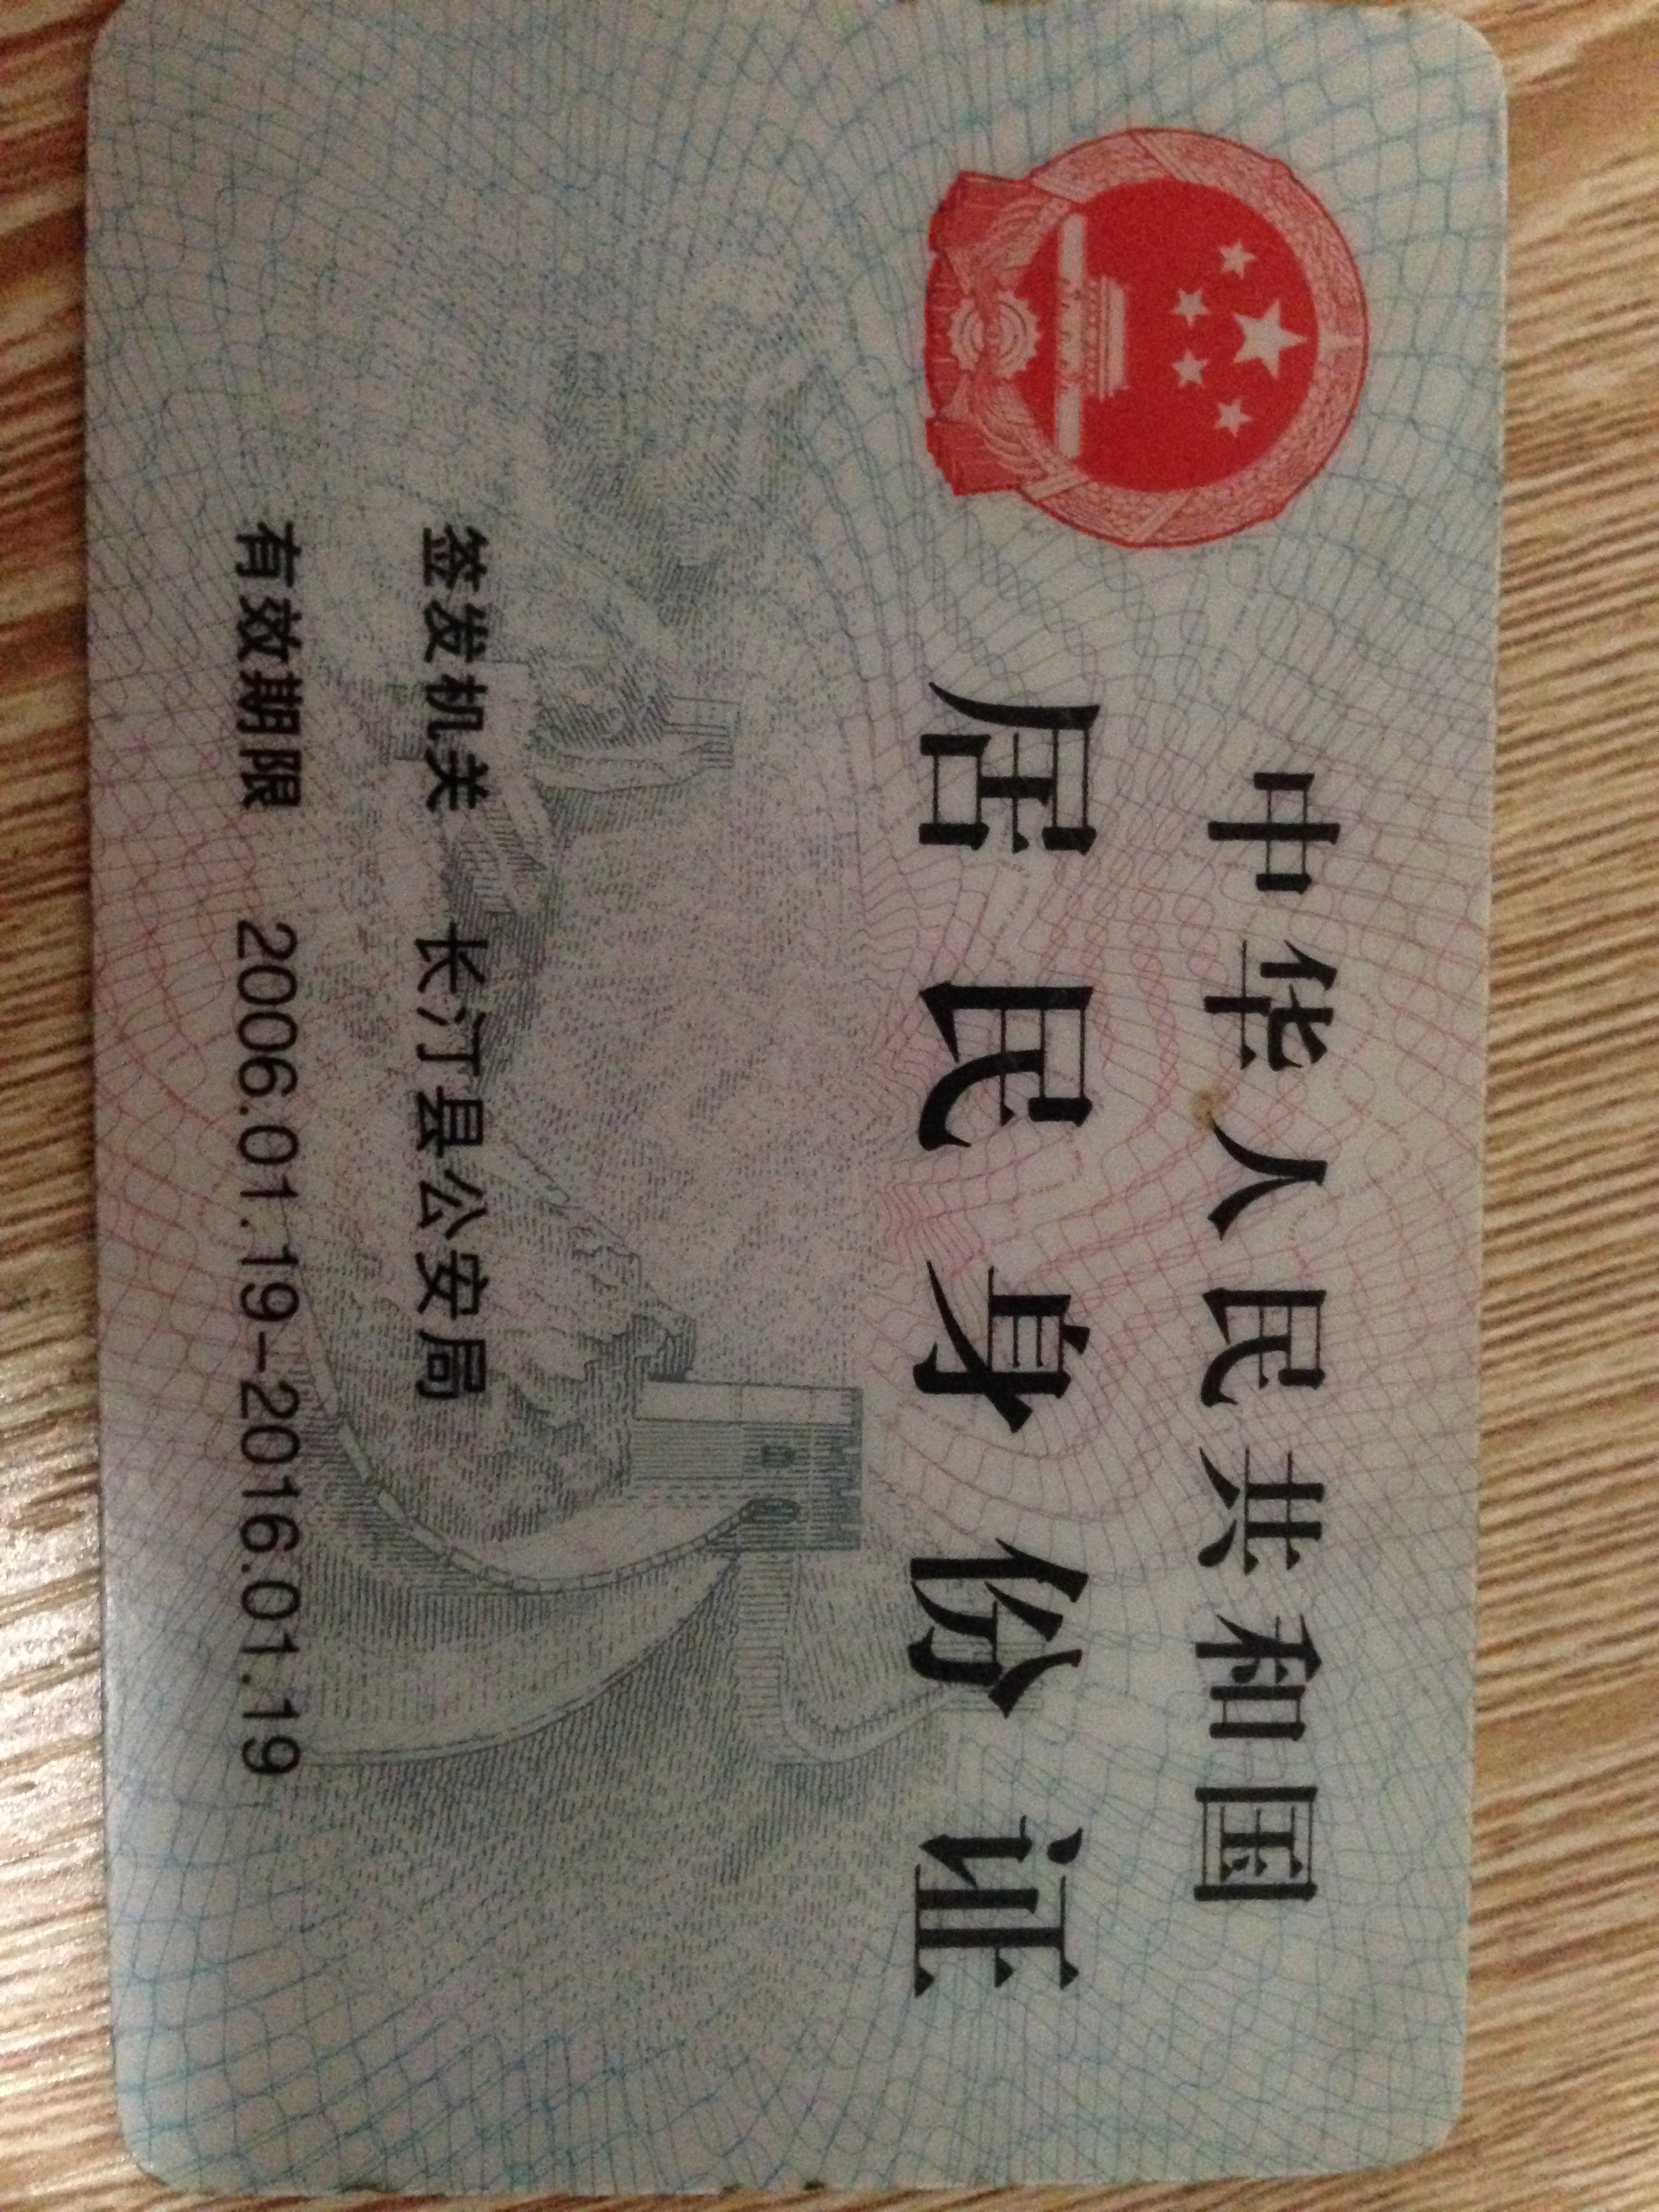 中华人民共和国
居民身份证
签发机关 长汀县公安局
有效期限 2006.01.19-2016.01.19